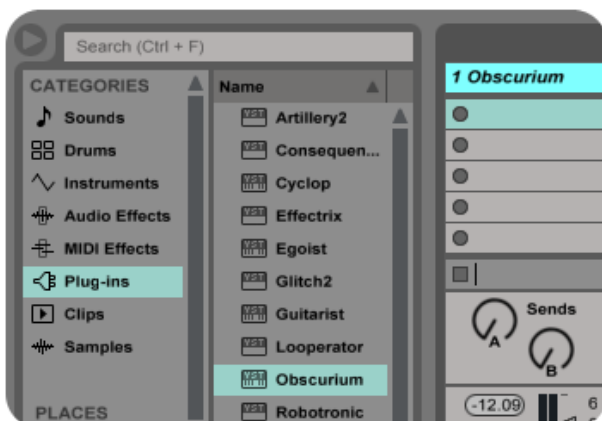 Search (Ctrl + F)
CATEGORIES
Sounds
Drums
Instruments
Audio Effects
MIDI Effects
Plug-ins
Clips
Samples
PLACES
Name
VST Artillery2
VST Consequen...
VST Cyclop
VST Effectrix
VST Egoist
VST Glitch2
VST Guitarist
VST Looperator
VST Obscurium
VST Robotronic
1 Obscurium
Sends
A
B
-12.09
6